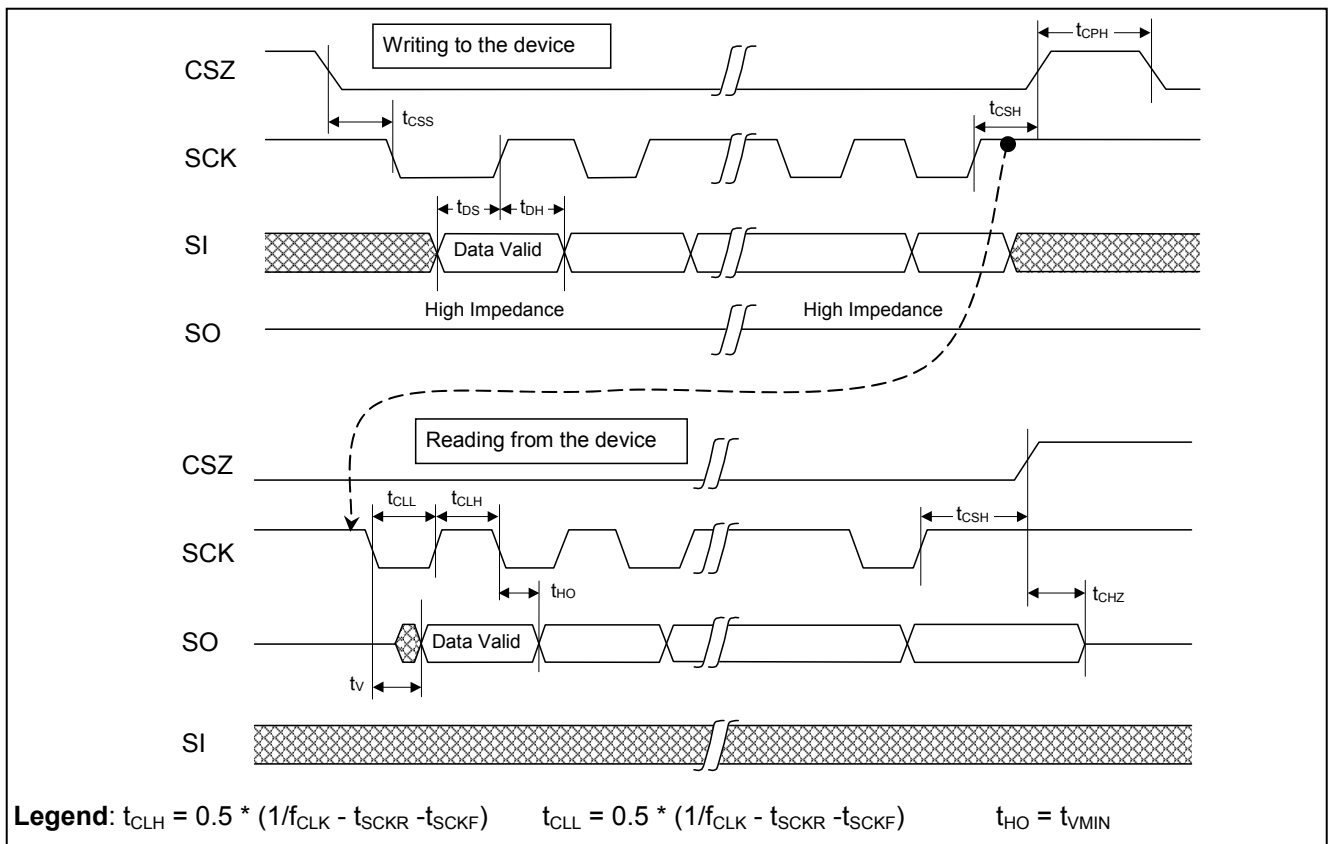 Writing to the device
tCPH
CSZ
tCSS
tCSH
SCK
tDS tDH
SI
Data Valid
High Impedance High Impedance
SO
Reading from the device
CSZ
tCLL tCLH
tCSH
SCK
tHO
tCHZ
SO
Data Valid
tV
SI
Legend: tCLH = 0.5 * (1/fCLK - tSCKR -tSCKF) tCLL = 0.5 * (1/fCLK - tSCKR -tSCKF) tHO = tVMIN